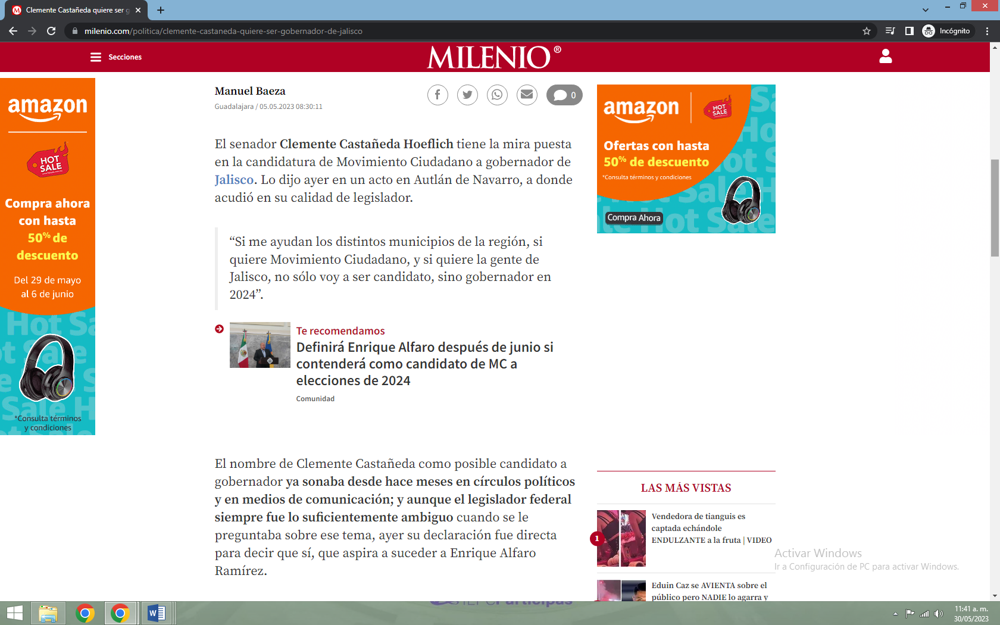 Clemente Castañeda quiere ser g
milenio.com/politica/clemente-castaneda-quiere-ser-gobernador-de-jalisco
Incógnito
Secciones
MILENIO®
amazon
HOT
SALE
Compra ahora
con hasta
50% de
descuento
Del 29 de mayo
al 6 de junio
*Consulta términos
y condiciones
Manuel Baeza
Guadalajara / 05.05.2023 08:30:11
0
El senador Clemente Castañeda Hoeflich tiene la mira puesta
en la candidatura de Movimiento Ciudadano a gobernador de
Jalisco. Lo dijo ayer en un acto en Autlán de Navarro, a donde
acudió en su calidad de legislador.
“Si me ayudan los distintos municipios de la región, si
quiere Movimiento Ciudadano, y si quiere la gente de
Jalisco, no sólo voy a ser candidato, sino gobernador en
2024”.
Te recomendamos
Definirá Enrique Alfaro después de junio si
contenderá como candidato de MC a
elecciones de 2024
Comunidad
El nombre de Clemente Castañeda como posible candidato a
gobernador ya sonaba desde hace meses en círculos políticos
y en medios de comunicación; y aunque el legislador federal
siempre fue lo suficientemente ambiguo cuando se le
preguntaba sobre ese tema, ayer su declaración fue directa
para decir que sí, que aspira a suceder a Enrique Alfaro
Ramírez.
amazon
HOT
SALE
Ofertas con hasta
50% de descuento
*Consulta términos y condiciones
Compra Ahora
LAS MÁS VISTAS
1
Vendedora de tianguis es
captada echándole
ENDULZANTE a la fruta | VIDEO
Eduin Caz se AVIENTA sobre el
público pero NADIE lo agarra y
Activar Windows
Ir a Configuración de PC para activar Windows.
11:41 a. m.
30/05/2023